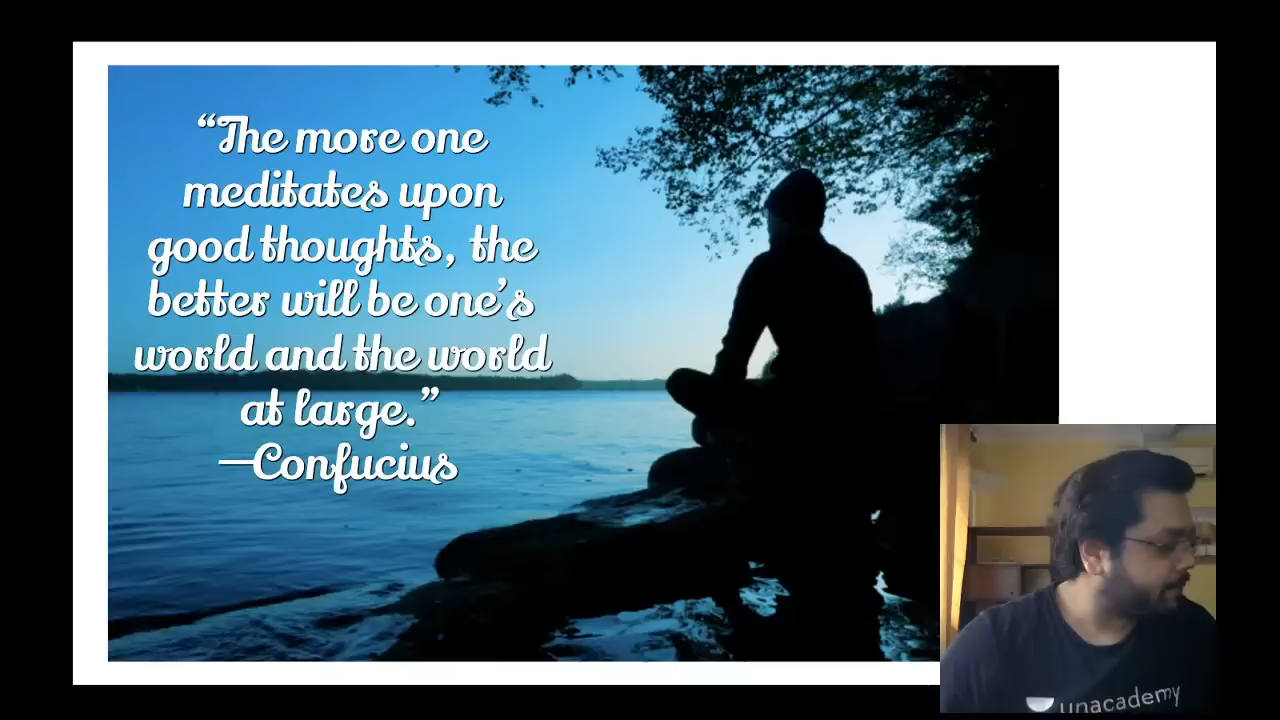 “The more one
meditates upon
good thoughts, the
better will be one’s
world and the world
at large.”
—Confucius
unacademy